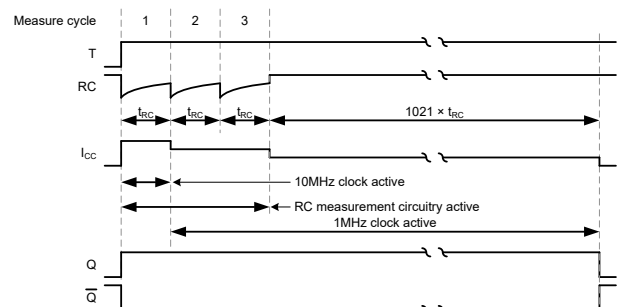 Measure cycle 1 2 3
T
RC
tRC tRC tRC 1021 × tRC
ICC
10MHz clock active
RC measurement circuitry active
1MHz clock active
Q
Q̅